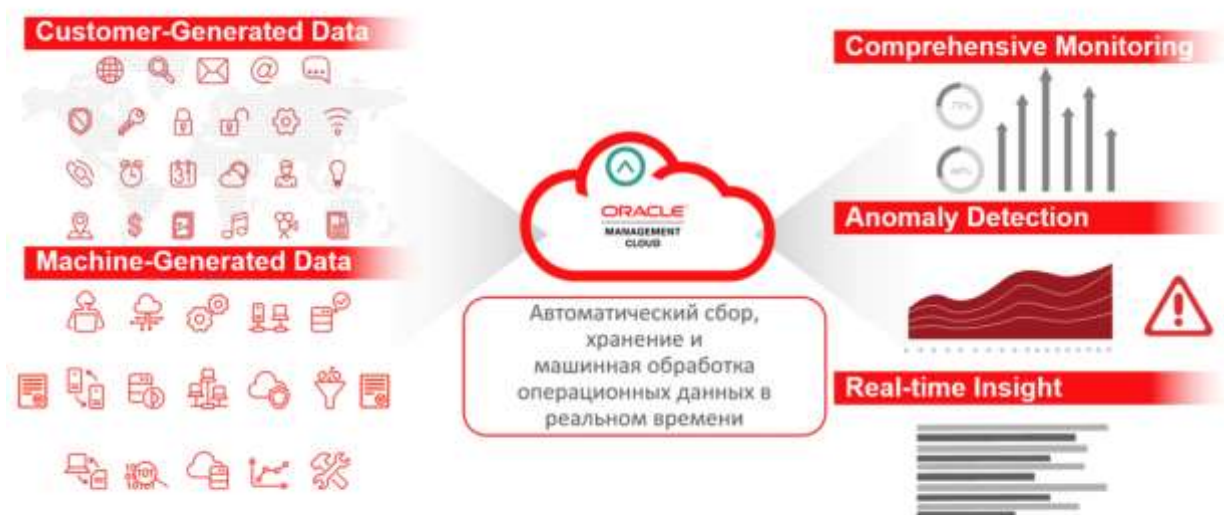 Customer-Generated Data
Machine-Generated Data
ORACLE
MANAGEMENT
CLOUD
Автоматический сбор,
хранение и
машинная обработка
операционных данных в
реальном времени
Comprehensive Monitoring
Anomaly Detection
Real-time Insight